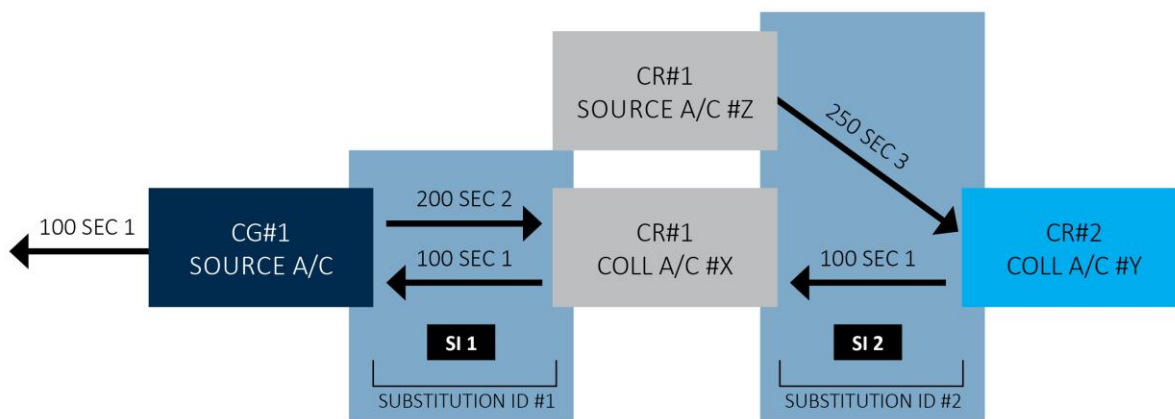 CR#1
SOURCE A/C #Z
250 SEC 3
100 SEC 1
CG#1
SOURCE A/C
200 SEC 2
100 SEC 1
CR#1
COLL A/C #X
100 SEC 1
CR#2
COLL A/C #Y
SI 1
SI 2
SUBSTITUTION ID #1
SUBSTITUTION ID #2